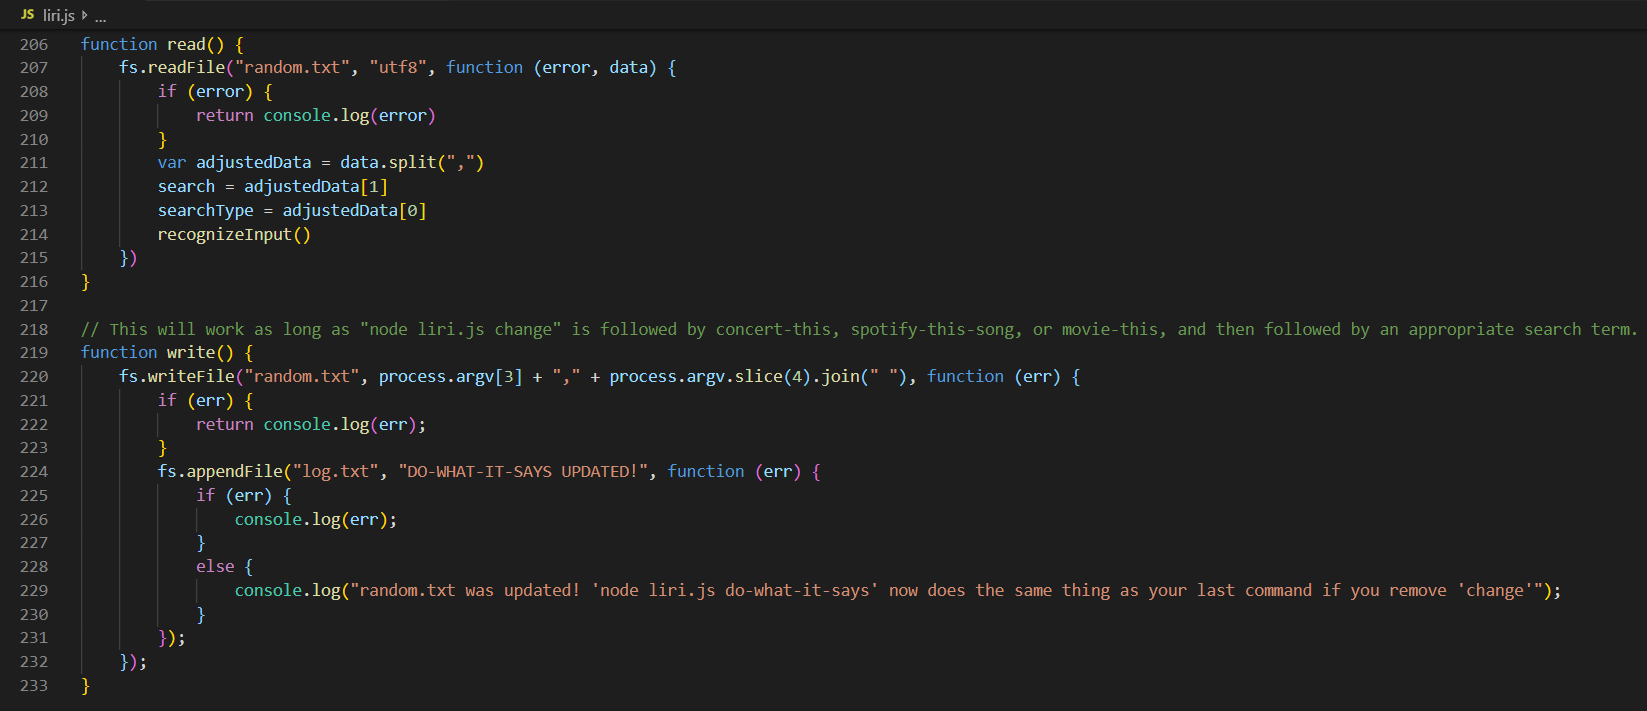 JS liri.js ▸ ...
206 function read() {
207     fs.readFile("random.txt", "utf8", function (error, data) {
208         if (error) {
209             return console.log(error)
210         }
211         var adjustedData = data.split(",")
212         search = adjustedData[1]
213         searchType = adjustedData[0]
214         recognizeInput()
215     })
216 }
217
218 // This will work as long as "node liri.js change" is followed by concert-this, spotify-this-song, or movie-this, and then followed by an appropriate search term.
219 function write() {
220     fs.writeFile("random.txt", process.argv[3] + "," + process.argv.slice(4).join(" "), function (err) {
221         if (err) {
222             return console.log(err);
223         }
224         fs.appendFile("log.txt", "DO-WHAT-IT-SAYS UPDATED!", function (err) {
225             if (err) {
226                 console.log(err);
227             }
228             else {
229                 console.log("random.txt was updated! 'node liri.js do-what-it-says' now does the same thing as your last command if you remove 'change'");
230             }
231         });
232     });
233 }